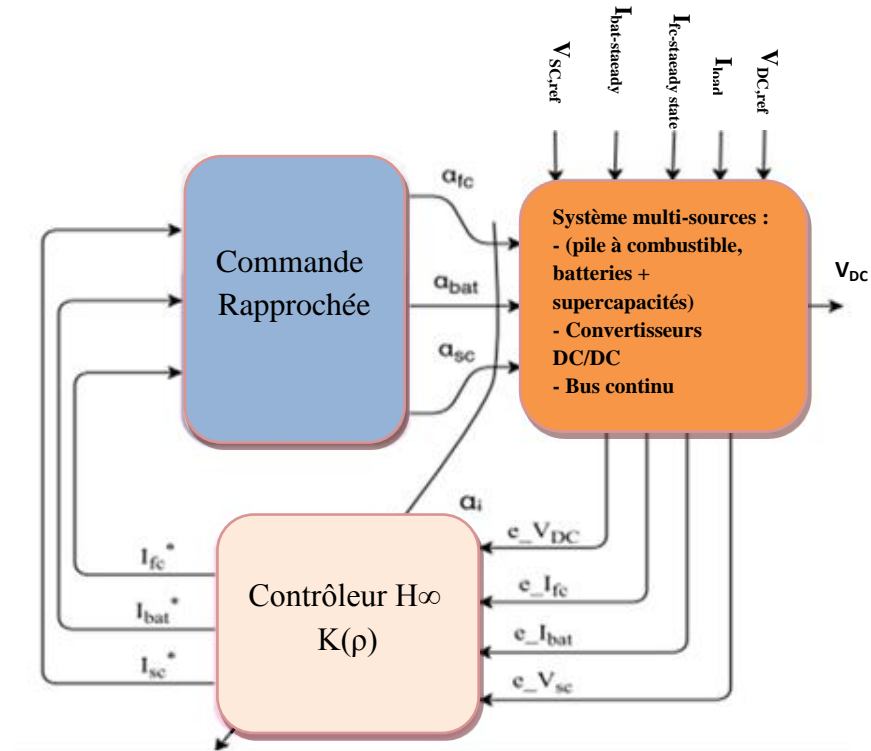 V_SC,ref
I_bat-staeady
I_fc-staeady state
I_load
V_DC,ref
α_fc
α_bat
α_sc
Commande
Rapprochée
Système multi-sources :
- (pile à combustible,
batteries +
supercapacités)
- Convertisseurs
DC/DC
- Bus continu
V_DC
α_i
I_fc*
I_bat*
I_sc*
Contrôleur H∞
K(ρ)
e_V_DC
e_I_fc
e_I_bat
e_V_sc